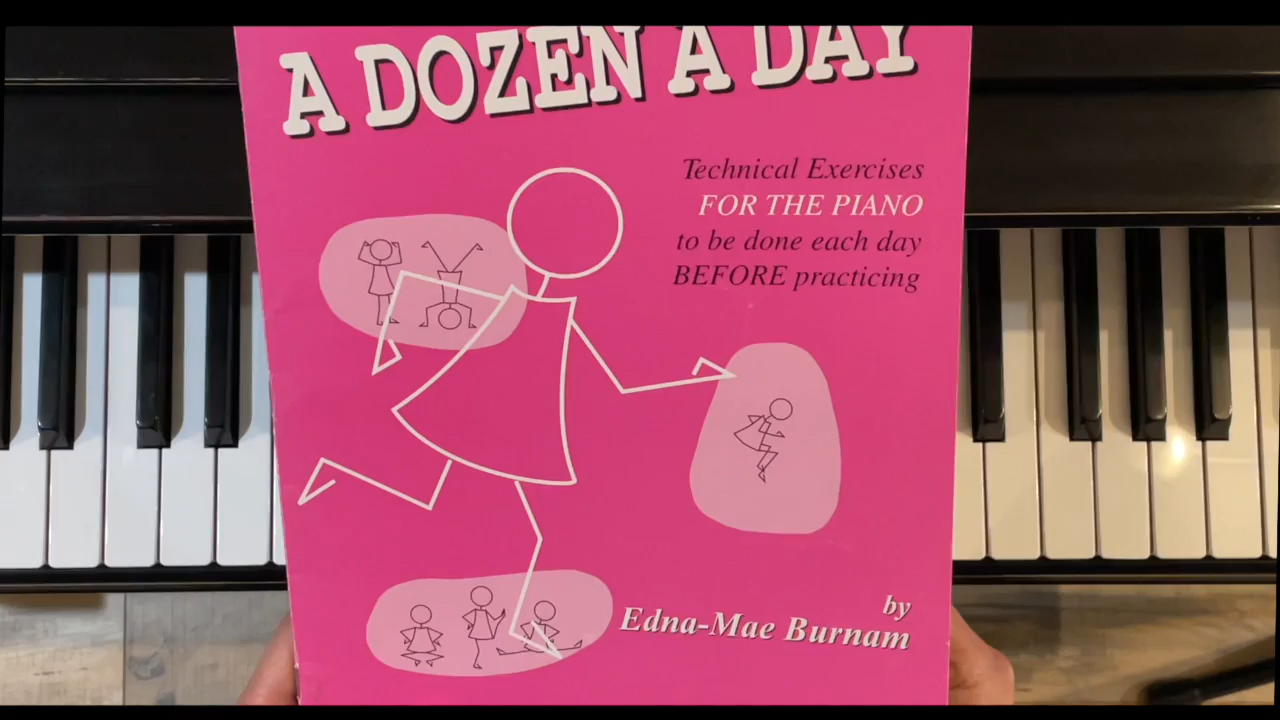 A DOZEN A DAY
Technical Exercises
FOR THE PIANO
to be done each day
BEFORE practicing
by
Edna-Mae Burnam